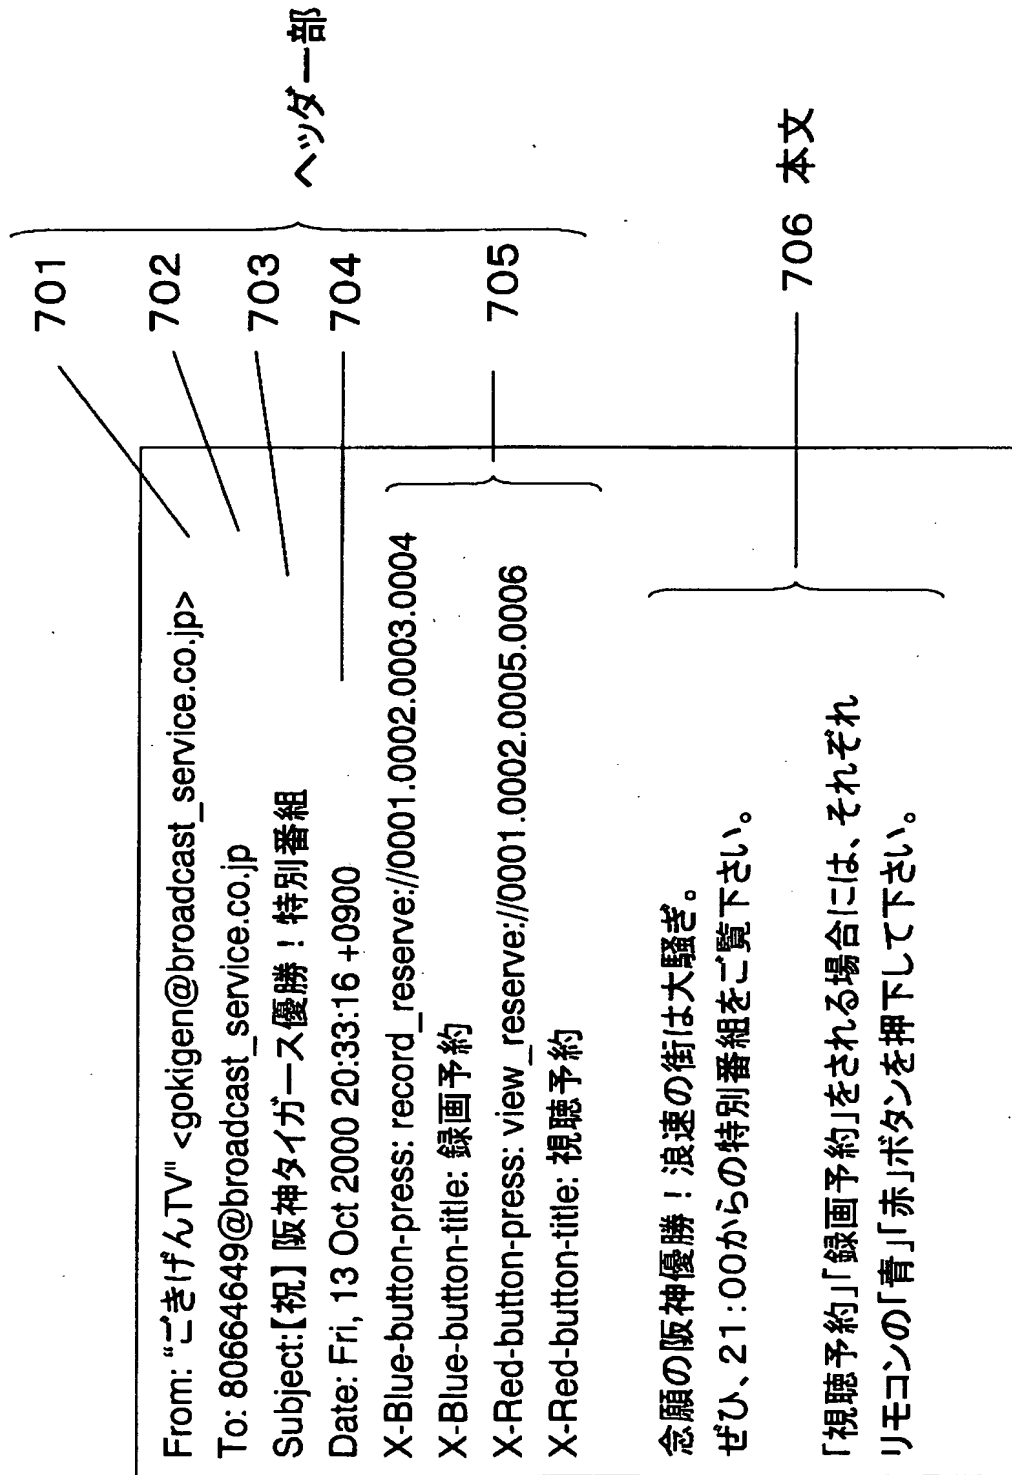 From: “ごきげんTV" <gokigen@broadcast_service.co.jp>
To: 80664649@broadcast_service.co.jp
Subject:【祝】阪神タイガース優勝！特別番組
Date: Fri, 13 Oct 2000 20:33:16 +0900
X-Blue-button-press: record_reserve://0001.0002.0003.0004
X-Blue-button-title: 録画予約
X-Red-button-press: view_reserve://0001.0002.0005.0006
X-Red-button-title: 視聴予約
念願の阪神優勝！浪速の街は大騒ぎ。
ぜひ、21:00からの特別番組をご覧下さい。
「視聴予約」「録画予約」をされる場合には、それぞれ
リモコンの「青」「赤」ボタンを押下して下さい。
701
702
703
704
705
ヘッダー部
706 本文